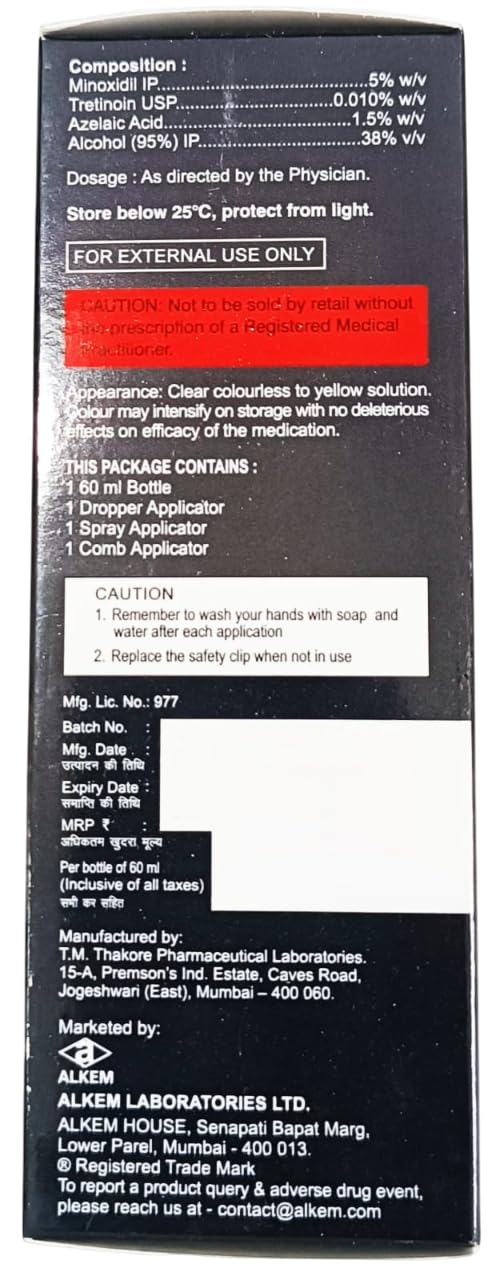 Composition :
Minoxidil IP..........................................5% w/v
Tretinoin USP................................0.010% w/v
Azelaic Acid......................................1.5% w/v
Alcohol (95%) IP.................................38% v/v
Dosage : As directed by the Physician.
Store below 25°C, protect from light.
FOR EXTERNAL USE ONLY
CAUTION: Not to be sold by retail without
the prescription of a Registered Medical
Practitioner.
Appearance: Clear colourless to yellow solution.
Colour may intensify on storage with no deleterious
effects on efficacy of the medication.
THIS PACKAGE CONTAINS :
1 60 ml Bottle
1 Dropper Applicator
1 Spray Applicator
1 Comb Applicator
CAUTION
1. Remember to wash your hands with soap and
water after each application
2. Replace the safety clip when not in use
Mfg. Lic. No.: 977
Batch No. :
Mfg. Date :
उत्पादन की तिथि
Expiry Date :
समाप्ति की तिथि
MRP ₹ :
अधिकतम खुदरा मूल्य
Per bottle of 60 ml
(Inclusive of all taxes)
सभी कर सहित
Manufactured by:
T.M. Thakore Pharmaceutical Laboratories.
15-A, Premson's Ind. Estate, Caves Road,
Jogeshwari (East), Mumbai – 400 060.
Marketed by:
a
ALKEM
ALKEM LABORATORIES LTD.
ALKEM HOUSE, Senapati Bapat Marg,
Lower Parel, Mumbai - 400 013.
® Registered Trade Mark
To report a product query & adverse drug event,
please reach us at - contact@alkem.com